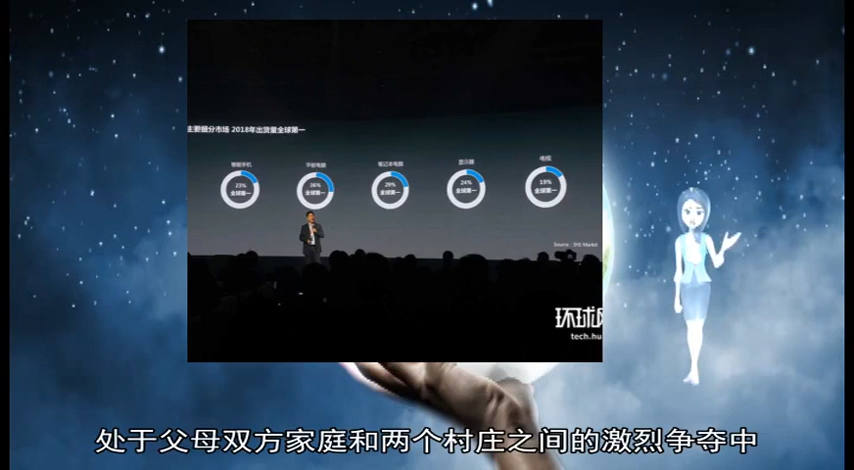 主要细分市场 2018年出货量全球第一
智能手机
平板电脑
笔记本电脑
显示器
电视
23%
全球第一
36%
全球第一
29%
全球第一
24%
全球第一
19%
全球第一
Source : IHS Market
环球
tech.hu
处于父母双方家庭和两个村庄之间的激烈争夺中